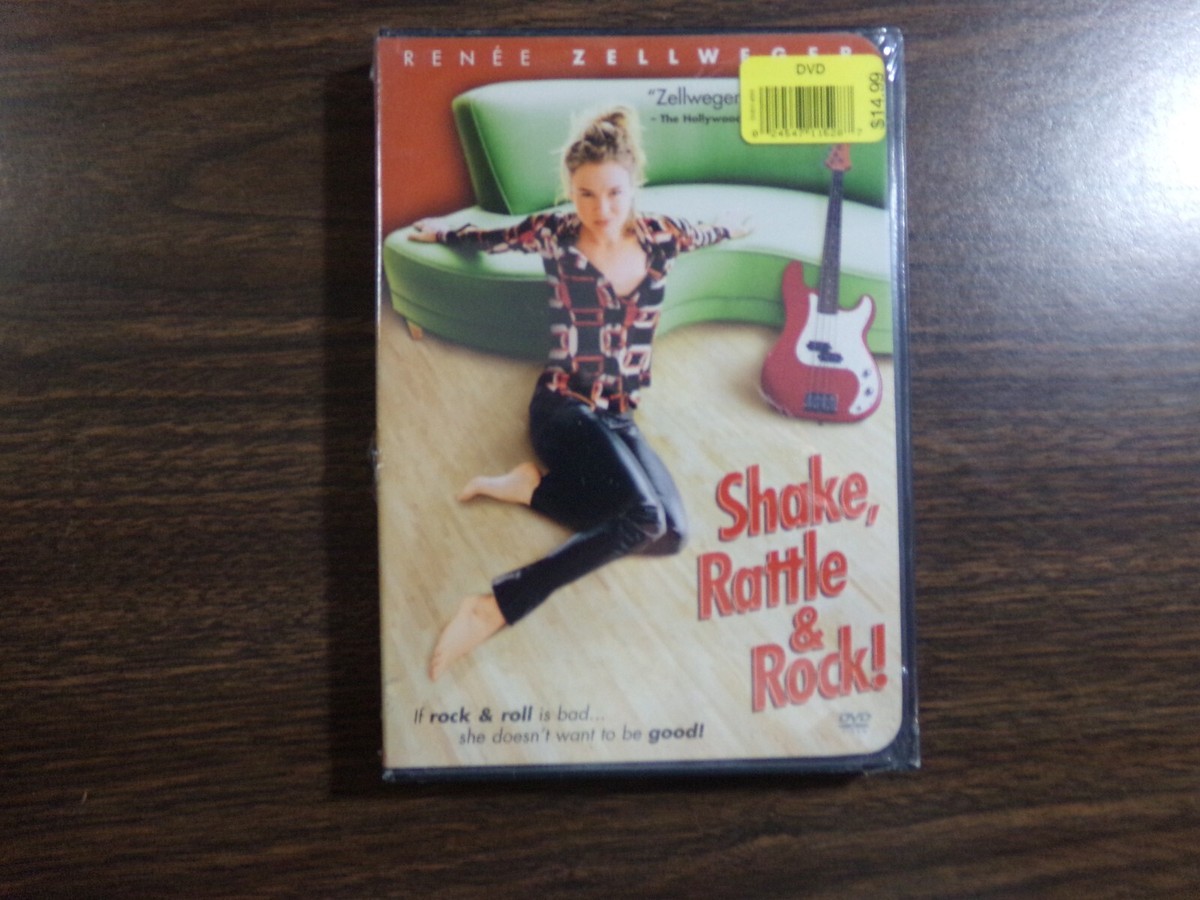 RENÉE ZELLWEGER
DVD
"Zellweger
- The Hollywood
$14.99
Shake,
Rattle
&
Rock!
If rock & roll is bad...
she doesn't want to be good!
DVD